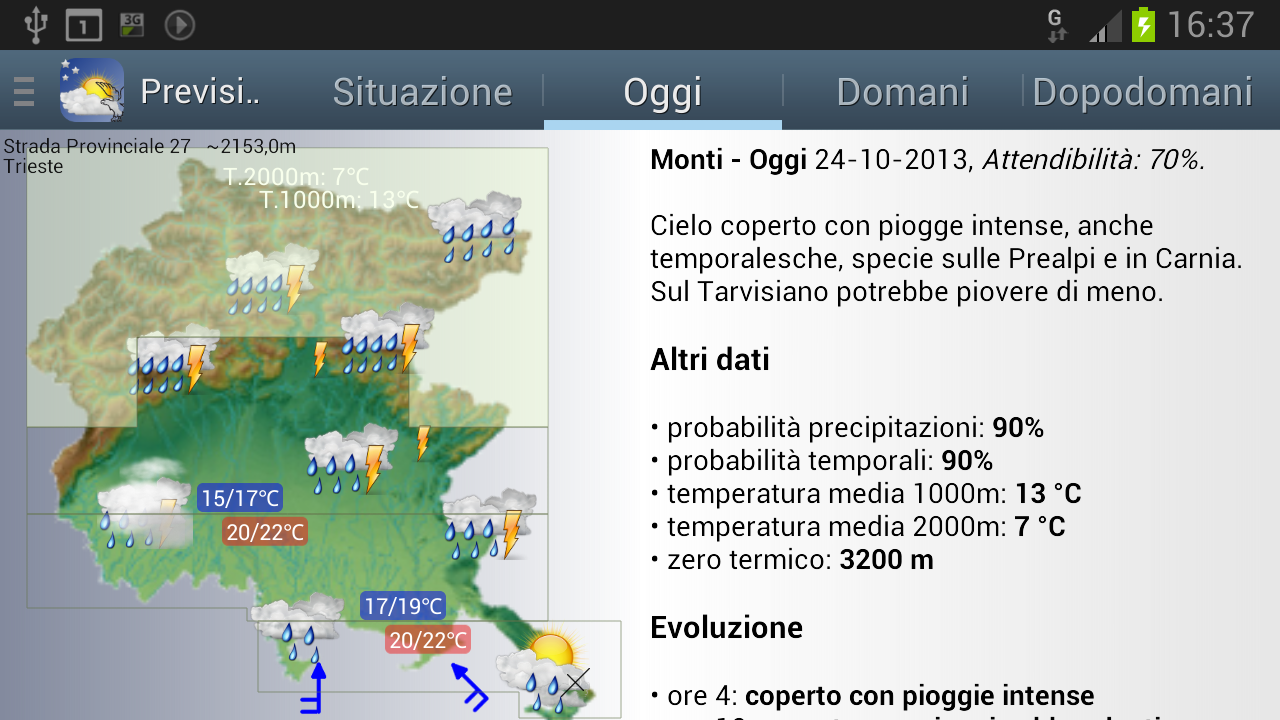 1 3G G 16:37
Previsi.. Situazione Oggi Domani Dopodomani
Strada Provinciale 27 ~2153,0m
Trieste
T.2000m: 7°C
T.1000m: 13°C
15/17°C
20/22°C
17/19°C
20/22°C
Monti - Oggi 24-10-2013, Attendibilità: 70%.
Cielo coperto con piogge intense, anche
temporalesche, specie sulle Prealpi e in Carnia.
Sul Tarvisiano potrebbe piovere di meno.
Altri dati
• probabilità precipitazioni: 90%
• probabilità temporali: 90%
• temperatura media 1000m: 13 °C
• temperatura media 2000m: 7 °C
• zero termico: 3200 m
Evoluzione
• ore 4: coperto con pioggie intense